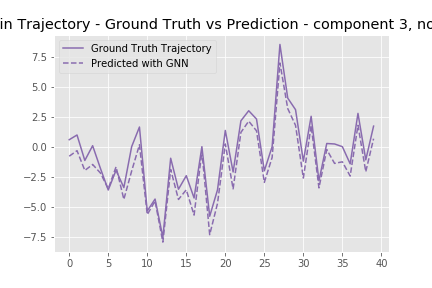 in Trajectory - Ground Truth vs Prediction - component 3, no
Ground Truth Trajectory
Predicted with GNN
7.5
5.0
2.5
0.0
−2.5
−5.0
−7.5
0 5 10 15 20 25 30 35 40